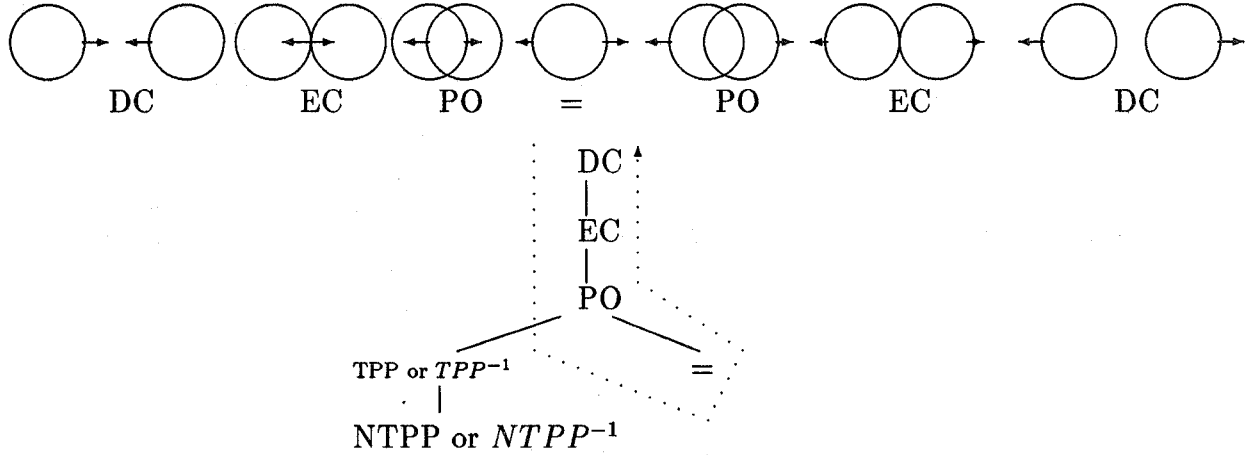 DC EC PO = PO EC DC
DC
EC
PO
TPP or TPP⁻¹ =
NTPP or NTPP⁻¹